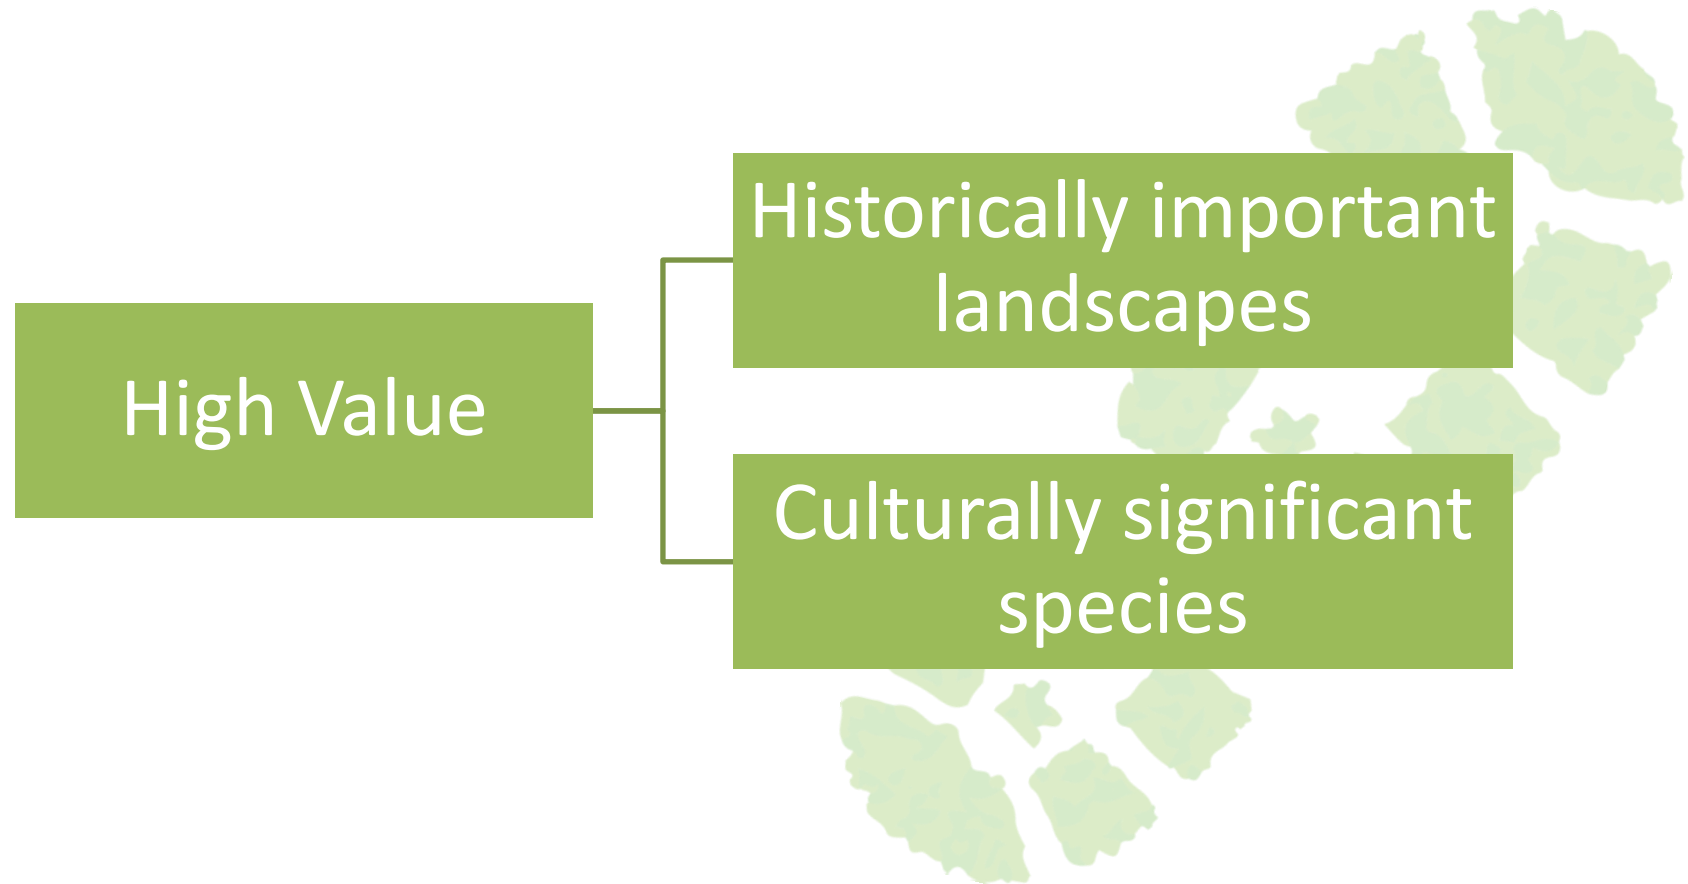 High Value
Historically important
landscapes
Culturally significant
species